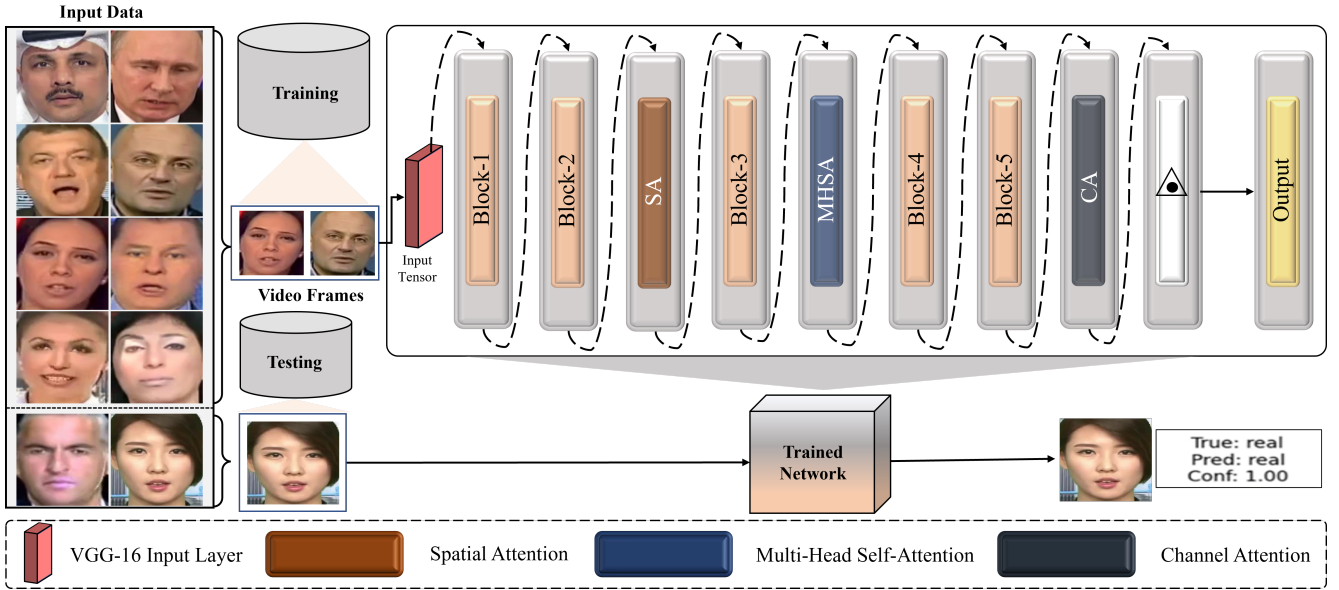 Input Data
Training
Video Frames
Testing
Input
Tensor
Block-1
Block-2
SA
Block-3
MHSA
Block-4
Block-5
CA
Output
Trained
Network
True: real
Pred: real
Conf: 1.00
VGG-16 Input Layer
Spatial Attention
Multi-Head Self-Attention
Channel Attention